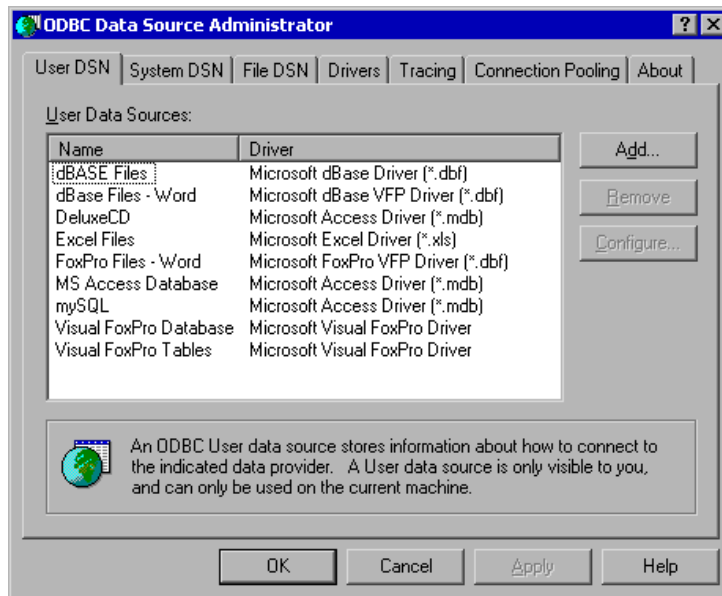 ODBC Data Source Administrator
User DSN System DSN File DSN Drivers Tracing Connection Pooling About
User Data Sources:
Name Driver
dBASE Files Microsoft dBase Driver (*.dbf)
dBase Files - Word Microsoft dBase VFP Driver (*.dbf)
DeluxeCD Microsoft Access Driver (*.mdb)
Excel Files Microsoft Excel Driver (*.xls)
FoxPro Files - Word Microsoft FoxPro VFP Driver (*.dbf)
MS Access Database Microsoft Access Driver (*.mdb)
mySQL Microsoft Access Driver (*.mdb)
Visual FoxPro Database Microsoft Visual FoxPro Driver
Visual FoxPro Tables Microsoft Visual FoxPro Driver
Add...
Remove
Configure...
An ODBC User data source stores information about how to connect to
the indicated data provider. A User data source is only visible to you,
and can only be used on the current machine.
OK Cancel Apply Help